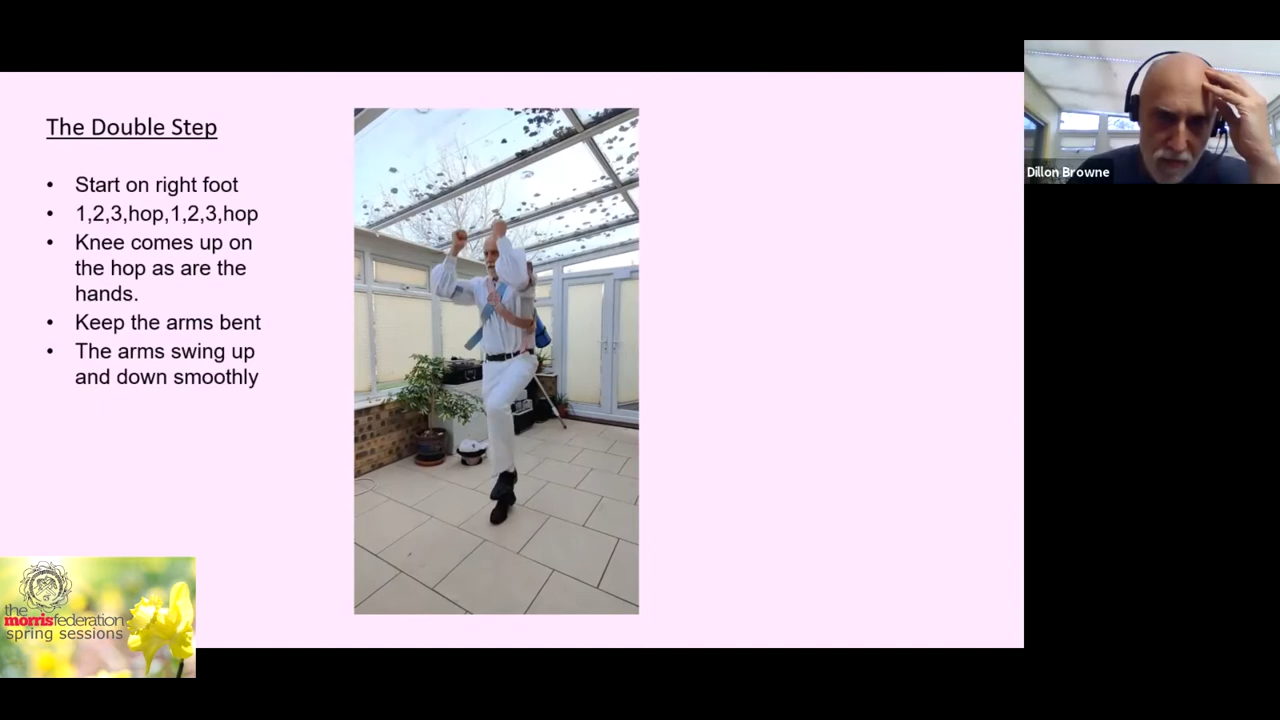 The Double Step
• Start on right foot
• 1,2,3,hop,1,2,3,hop
• Knee comes up on
the hop as are the
hands.
• Keep the arms bent
• The arms swing up
and down smoothly
Dillon Browne
the
morrisfederation
spring sessions